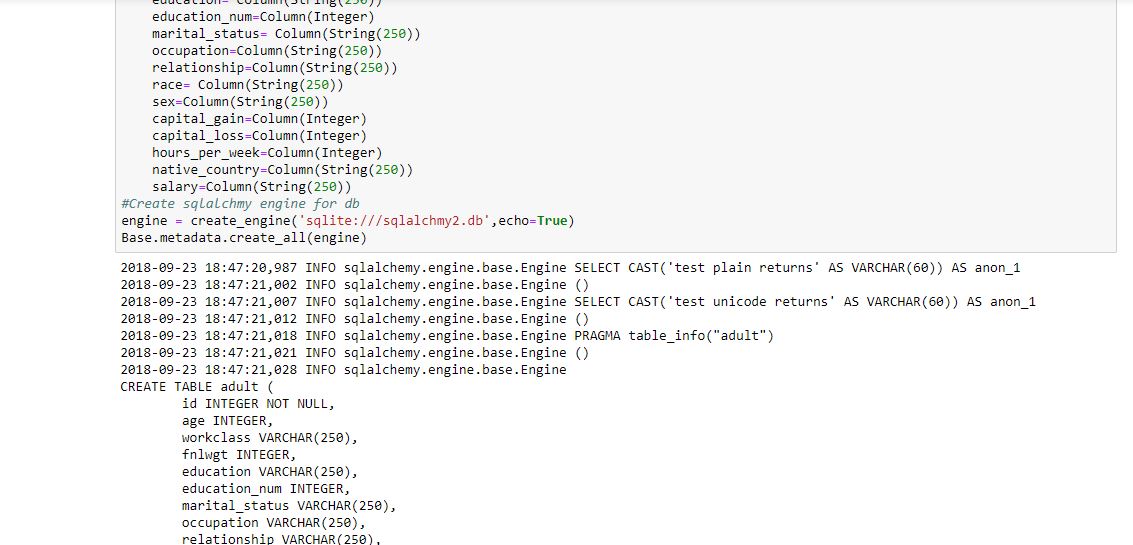 education= Column(String(250))
education_num=Column(Integer)
marital_status= Column(String(250))
occupation=Column(String(250))
relationship=Column(String(250))
race= Column(String(250))
sex=Column(String(250))
capital_gain=Column(Integer)
capital_loss=Column(Integer)
hours_per_week=Column(Integer)
native_country=Column(String(250))
salary=Column(String(250))
#Create sqlalchmy engine for db
engine = create_engine('sqlite:///sqlalchmy2.db',echo=True)
Base.metadata.create_all(engine)
2018-09-23 18:47:20,987 INFO sqlalchemy.engine.base.Engine SELECT CAST('test plain returns' AS VARCHAR(60)) AS anon_1
2018-09-23 18:47:21,002 INFO sqlalchemy.engine.base.Engine ()
2018-09-23 18:47:21,007 INFO sqlalchemy.engine.base.Engine SELECT CAST('test unicode returns' AS VARCHAR(60)) AS anon_1
2018-09-23 18:47:21,012 INFO sqlalchemy.engine.base.Engine ()
2018-09-23 18:47:21,018 INFO sqlalchemy.engine.base.Engine PRAGMA table_info("adult")
2018-09-23 18:47:21,021 INFO sqlalchemy.engine.base.Engine ()
2018-09-23 18:47:21,028 INFO sqlalchemy.engine.base.Engine
CREATE TABLE adult (
id INTEGER NOT NULL,
age INTEGER,
workclass VARCHAR(250),
fnlwgt INTEGER,
education VARCHAR(250),
education_num INTEGER,
marital_status VARCHAR(250),
occupation VARCHAR(250),
relationship VARCHAR(250),